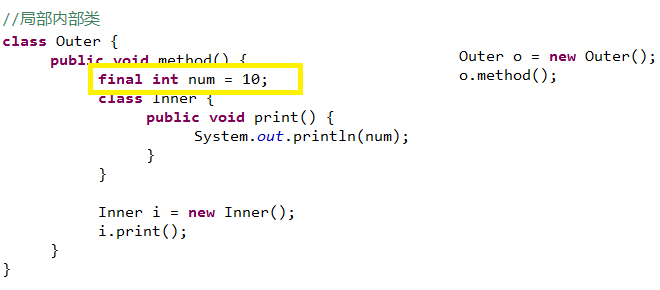 //局部内部类
class Outer {
public void method() {
final int num = 10;
class Inner {
public void print() {
System.out.println(num);
}
}
Inner i = new Inner();
i.print();
}
}
Outer o = new Outer();
o.method();